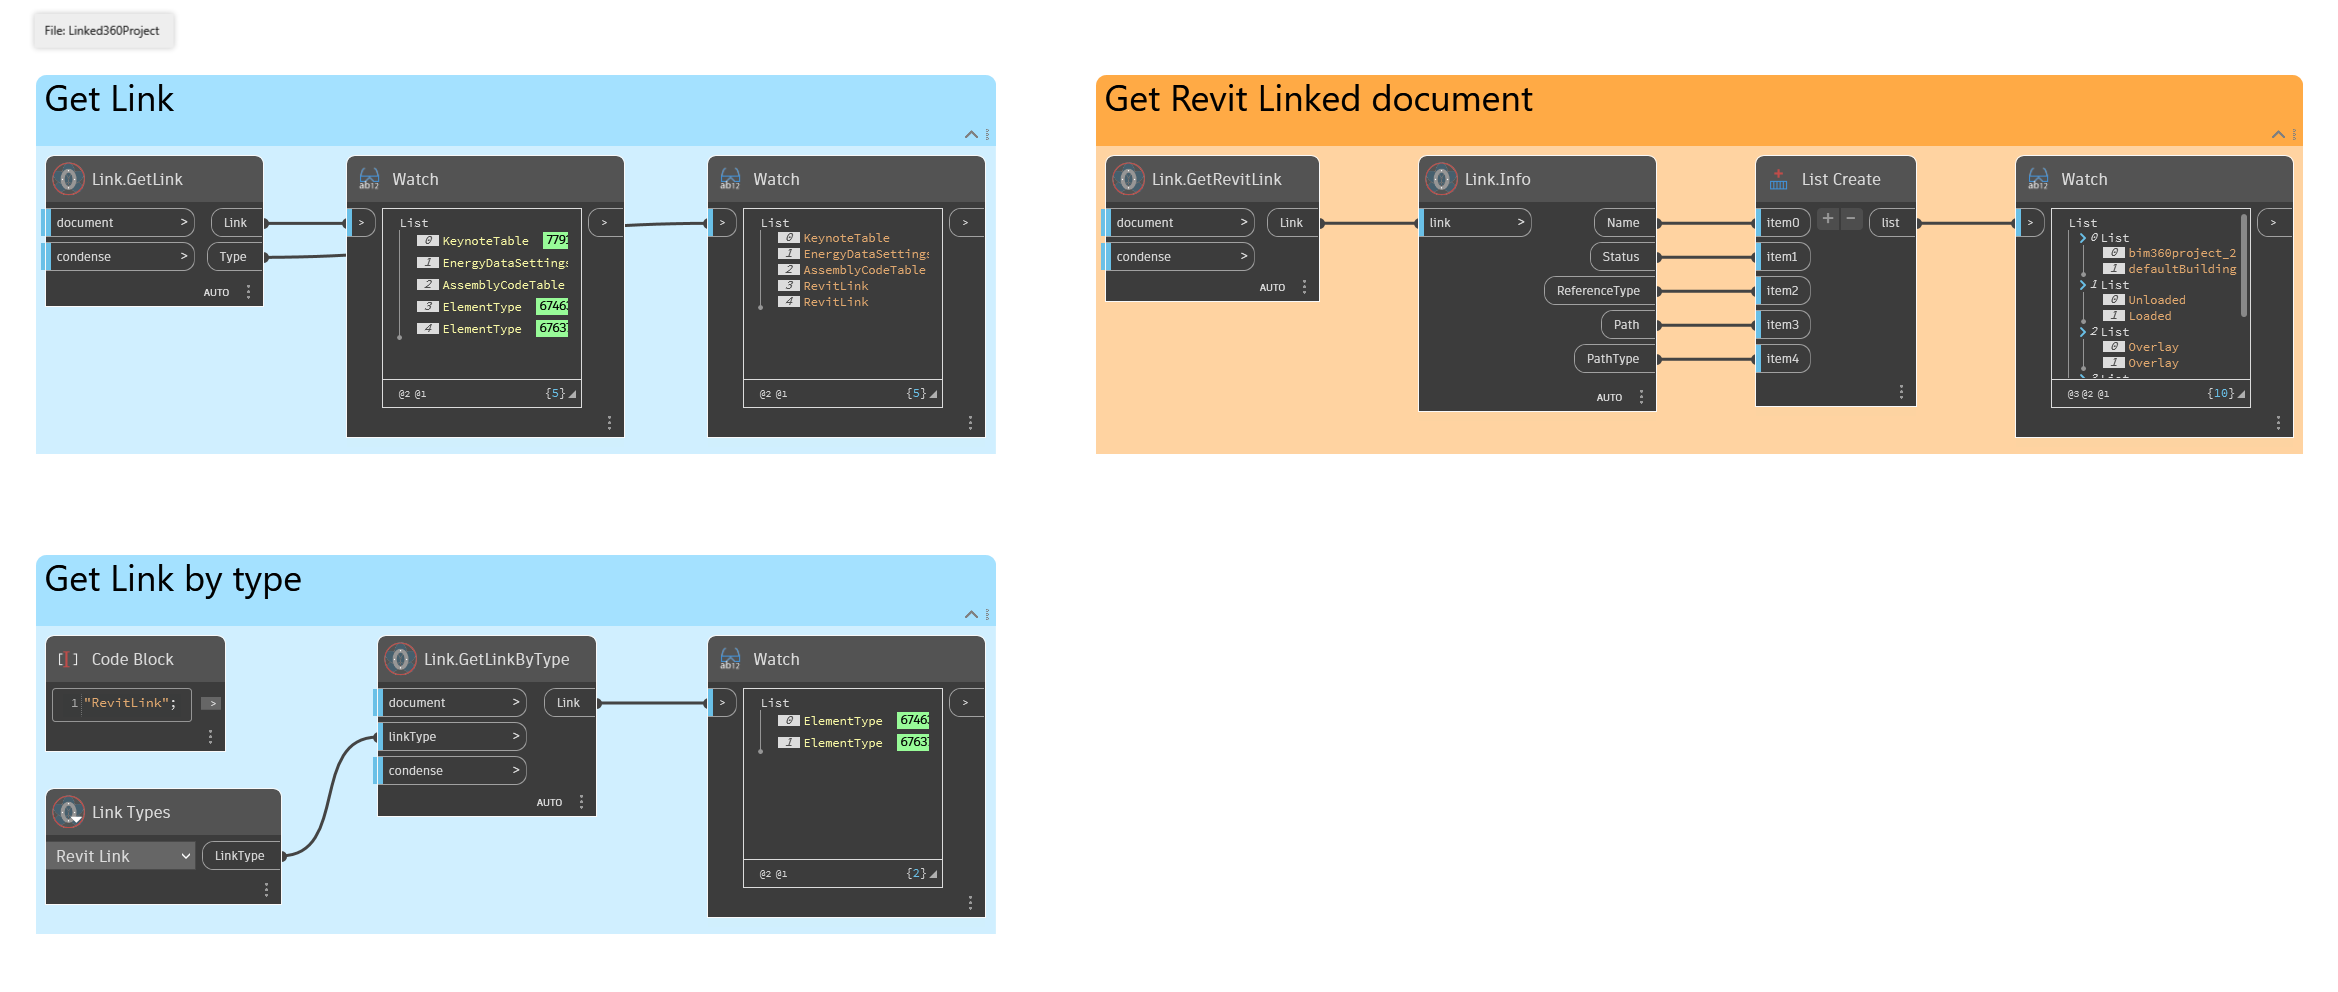 File: Linked360Project
Get Link
Link.GetLink
document >
condense >
Link
Type
AUTO
Watch
>
List
0 KeynoteTable 779
1 EnergyDataSettings
2 AssemblyCodeTable
3 ElementType 6746
4 ElementType 6763
@2 @1 {5}
>
Watch
>
List
0 KeynoteTable
1 EnergyDataSettings
2 AssemblyCodeTable
3 RevitLink
4 RevitLink
@2 @1 {5}
>
Get Revit Linked document
Link.GetRevitLink
document >
condense >
Link
AUTO
Link.Info
link >
Name
Status
ReferenceType
Path
PathType
AUTO
List Create
item0 + - list
item1
item2
item3
item4
Watch
>
List
> 0 List
0 bim360project_2
1 defaultBuilding
> 1 List
0 Unloaded
1 Loaded
> 2 List
0 Overlay
1 Overlay
@3 @2 @1 {10}
>
Get Link by type
Code Block
1 "RevitLink"; >
Link Types
Revit Link LinkType
Link.GetLinkByType
document >
linkType >
condense >
Link
AUTO
Watch
>
List
0 ElementType 6746
1 ElementType 6763
@2 @1 {2}
>